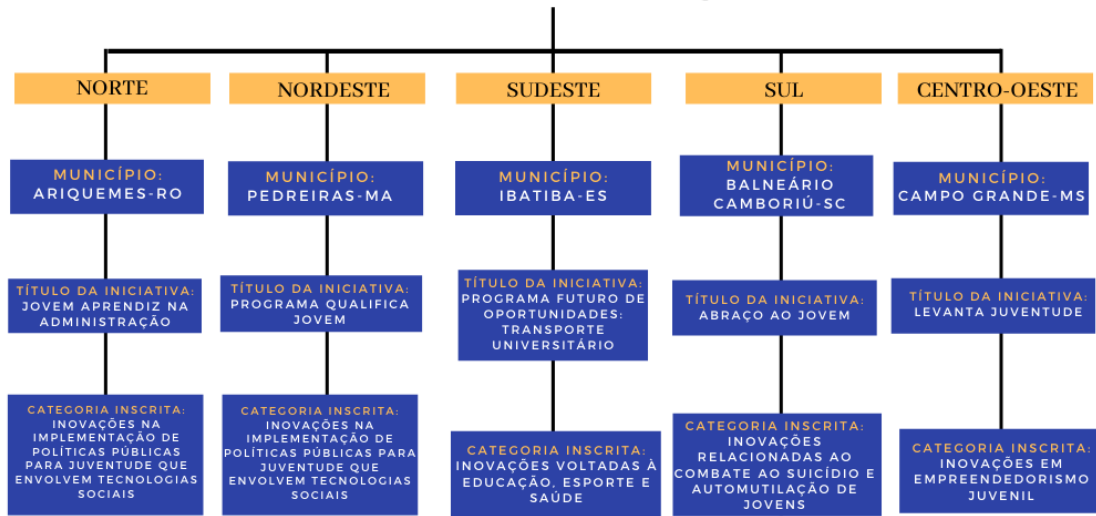 NORTE
MUNICÍPIO:
ARIQUEMES-RO
TÍTULO DA INICIATIVA:
JOVEM APRENDIZ NA
ADMINISTRAÇÃO
CATEGORIA INSCRITA:
INOVAÇÕES NA
IMPLEMENTAÇÃO DE
POLÍTICAS PÚBLICAS
PARA JUVENTUDE QUE
ENVOLVEM TECNOLOGIAS
SOCIAIS
NORDESTE
MUNICÍPIO:
PEDREIRAS-MA
TÍTULO DA INICIATIVA:
PROGRAMA QUALIFICA
JOVEM
CATEGORIA INSCRITA:
INOVAÇÕES NA
IMPLEMENTAÇÃO DE
POLÍTICAS PÚBLICAS PARA
JUVENTUDE QUE
ENVOLVEM TECNOLOGIAS
SOCIAIS
SUDESTE
MUNICÍPIO:
IBATIBA-ES
TÍTULO DA INICIATIVA:
PROGRAMA FUTURO DE
OPORTUNIDADES:
TRANSPORTE
UNIVERSITÁRIO
CATEGORIA INSCRITA:
INOVAÇÕES VOLTADAS À
EDUCAÇÃO, ESPORTE E
SAÚDE
SUL
MUNICÍPIO:
BALNEÁRIO
CAMBORIÚ-SC
TÍTULO DA INICIATIVA:
ABRAÇO AO JOVEM
CATEGORIA INSCRITA:
INOVAÇÕES
RELACIONADAS AO
COMBATE AO SUICÍDIO E
AUTOMUTILAÇÃO DE
JOVENS
CENTRO-OESTE
MUNICÍPIO:
CAMPO GRANDE-MS
TÍTULO DA INICIATIVA:
LEVANTA JUVENTUDE
CATEGORIA INSCRITA:
INOVAÇÕES EM
EMPREENDEDORISMO
JUVENIL